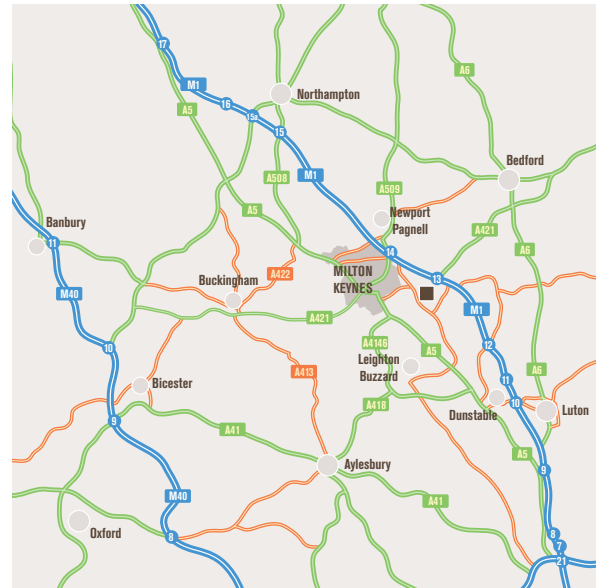 17
A6
M1
A5
16
Northampton
15a
15
M1
Bedford
A508
A509
A5
Newport
Pagnell
A421
Banbury
11
A6
14
MILTON
KEYNES
13
A422
Buckingham
M40
M1
A421
A4146
12
10
A5
Leighton
Buzzard
A413
11
A6
Bicester
10
Dunstable
Luton
9
A418
A41
A5
Aylesbury
9
M40
A41
Oxford
8
8
7
21